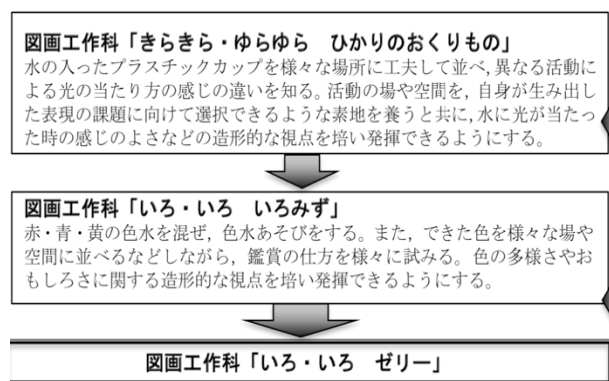 図画工作科「きらきら・ゆらゆら　ひかりのおくりもの」
水の入ったプラスチックカップを様々な場所に工夫して並べ，異なる活動に
よる光の当たり方の感じの違いを知る。活動の場や空間を，自身が生み出し
た表現の課題に向けて選択できるような素地を養うと共に，水に光が当たっ
た時の感じのよさなどの造形的な視点を培い発揮できるようにする。
図画工作科「いろ・いろ　いろみず」
赤・青・黄の色水を混ぜ，色水あそびをする。また，できた色を様々な場や
空間に並べるなどしながら，鑑賞の仕方を様々に試みる。色の多様さやお
もしろさに関する造形的な視点を培い発揮できるようにする。
図画工作科「いろ・いろ　ゼリー」